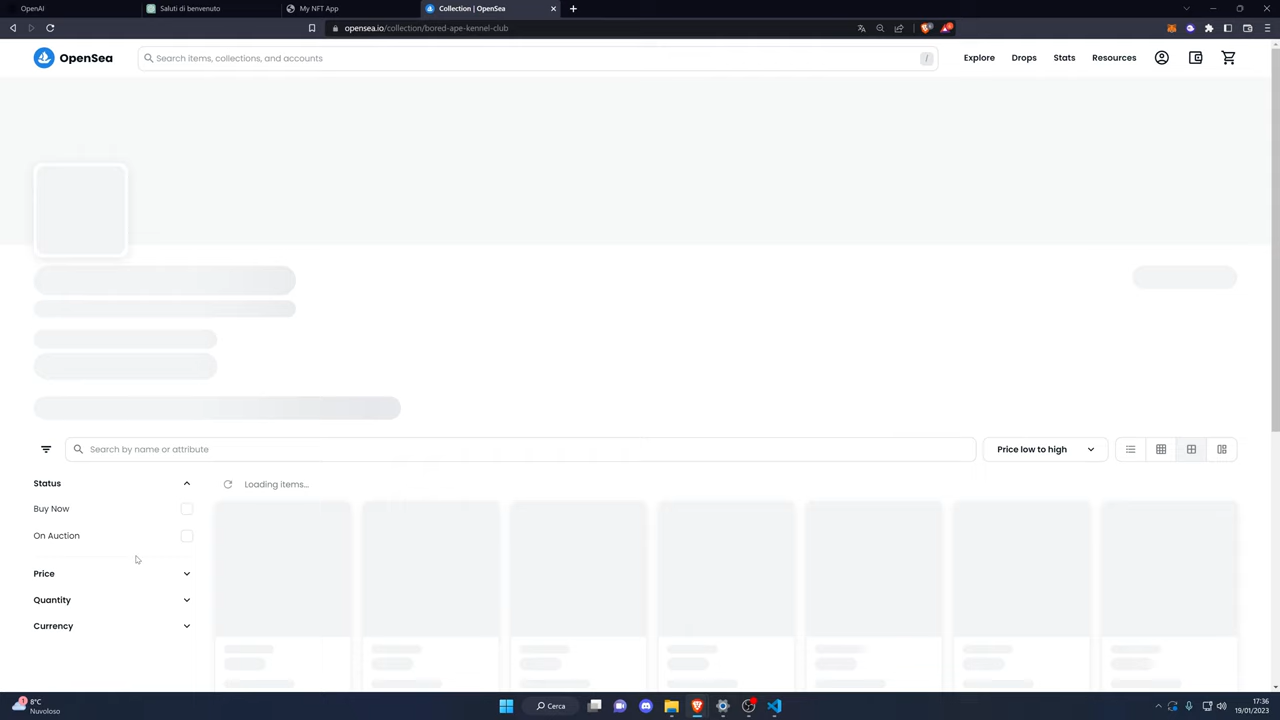 OpenAI
Saluti di benvenuto
My NFT App
Collection | OpenSea
opensea.io/collection/bored-ape-kennel-club
OpenSea
Search items, collections, and accounts
/
Explore
Drops
Stats
Resources
Search by name or attribute
Price low to high
Status
Loading items...
Buy Now
On Auction
Price
Quantity
Currency
1
8°C
Nuvoloso
Cerca
17:36
19/01/2023